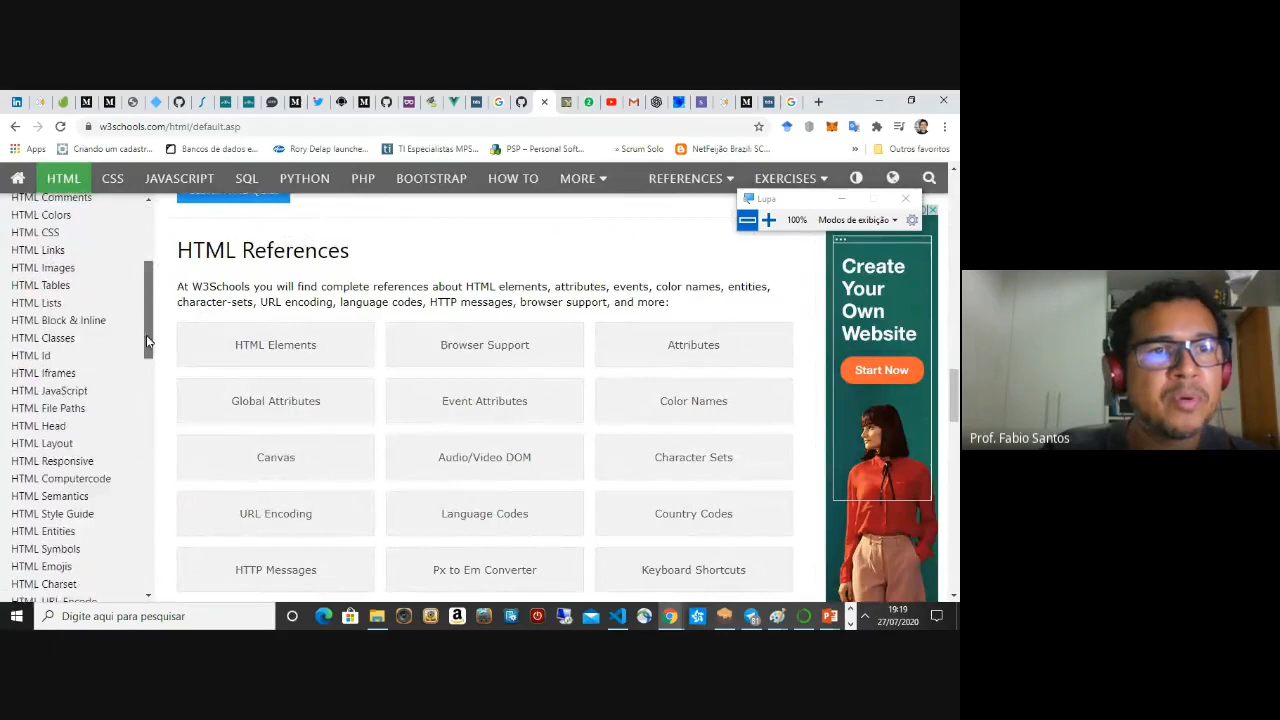 w3schools.com/html/default.asp
Apps
Criando um cadastr...
Bancos de dados e...
Rory Delap launche...
TI Especialistas MPS...
PSP – Personal Soft...
» Scrum Solo
NetFeijão Brazil: SC...
»
Outros favoritos
HTML
CSS
JAVASCRIPT
SQL
PYTHON
PHP
BOOTSTRAP
HOW TO
MORE
REFERENCES
EXERCISES
Lupa
100%
Modos de exibição
HTML Comments
HTML Colors
HTML CSS
HTML Links
HTML Images
HTML Tables
HTML Lists
HTML Block & Inline
HTML Classes
HTML Id
HTML Iframes
HTML JavaScript
HTML File Paths
HTML Head
HTML Layout
HTML Responsive
HTML Computercode
HTML Semantics
HTML Style Guide
HTML Entities
HTML Symbols
HTML Emojis
HTML Charset
HTML URL Encode
HTML References
At W3Schools you will find complete references about HTML elements, attributes, events, color names, entities,
character-sets, URL encoding, language codes, HTTP messages, browser support, and more:
HTML Elements
Browser Support
Attributes
Global Attributes
Event Attributes
Color Names
Canvas
Audio/Video DOM
Character Sets
URL Encoding
Language Codes
Country Codes
HTTP Messages
Px to Em Converter
Keyboard Shortcuts
Create
Your
Own
Website
Start Now
Prof. Fabio Santos
Digite aqui para pesquisar
19:19
27/07/2020